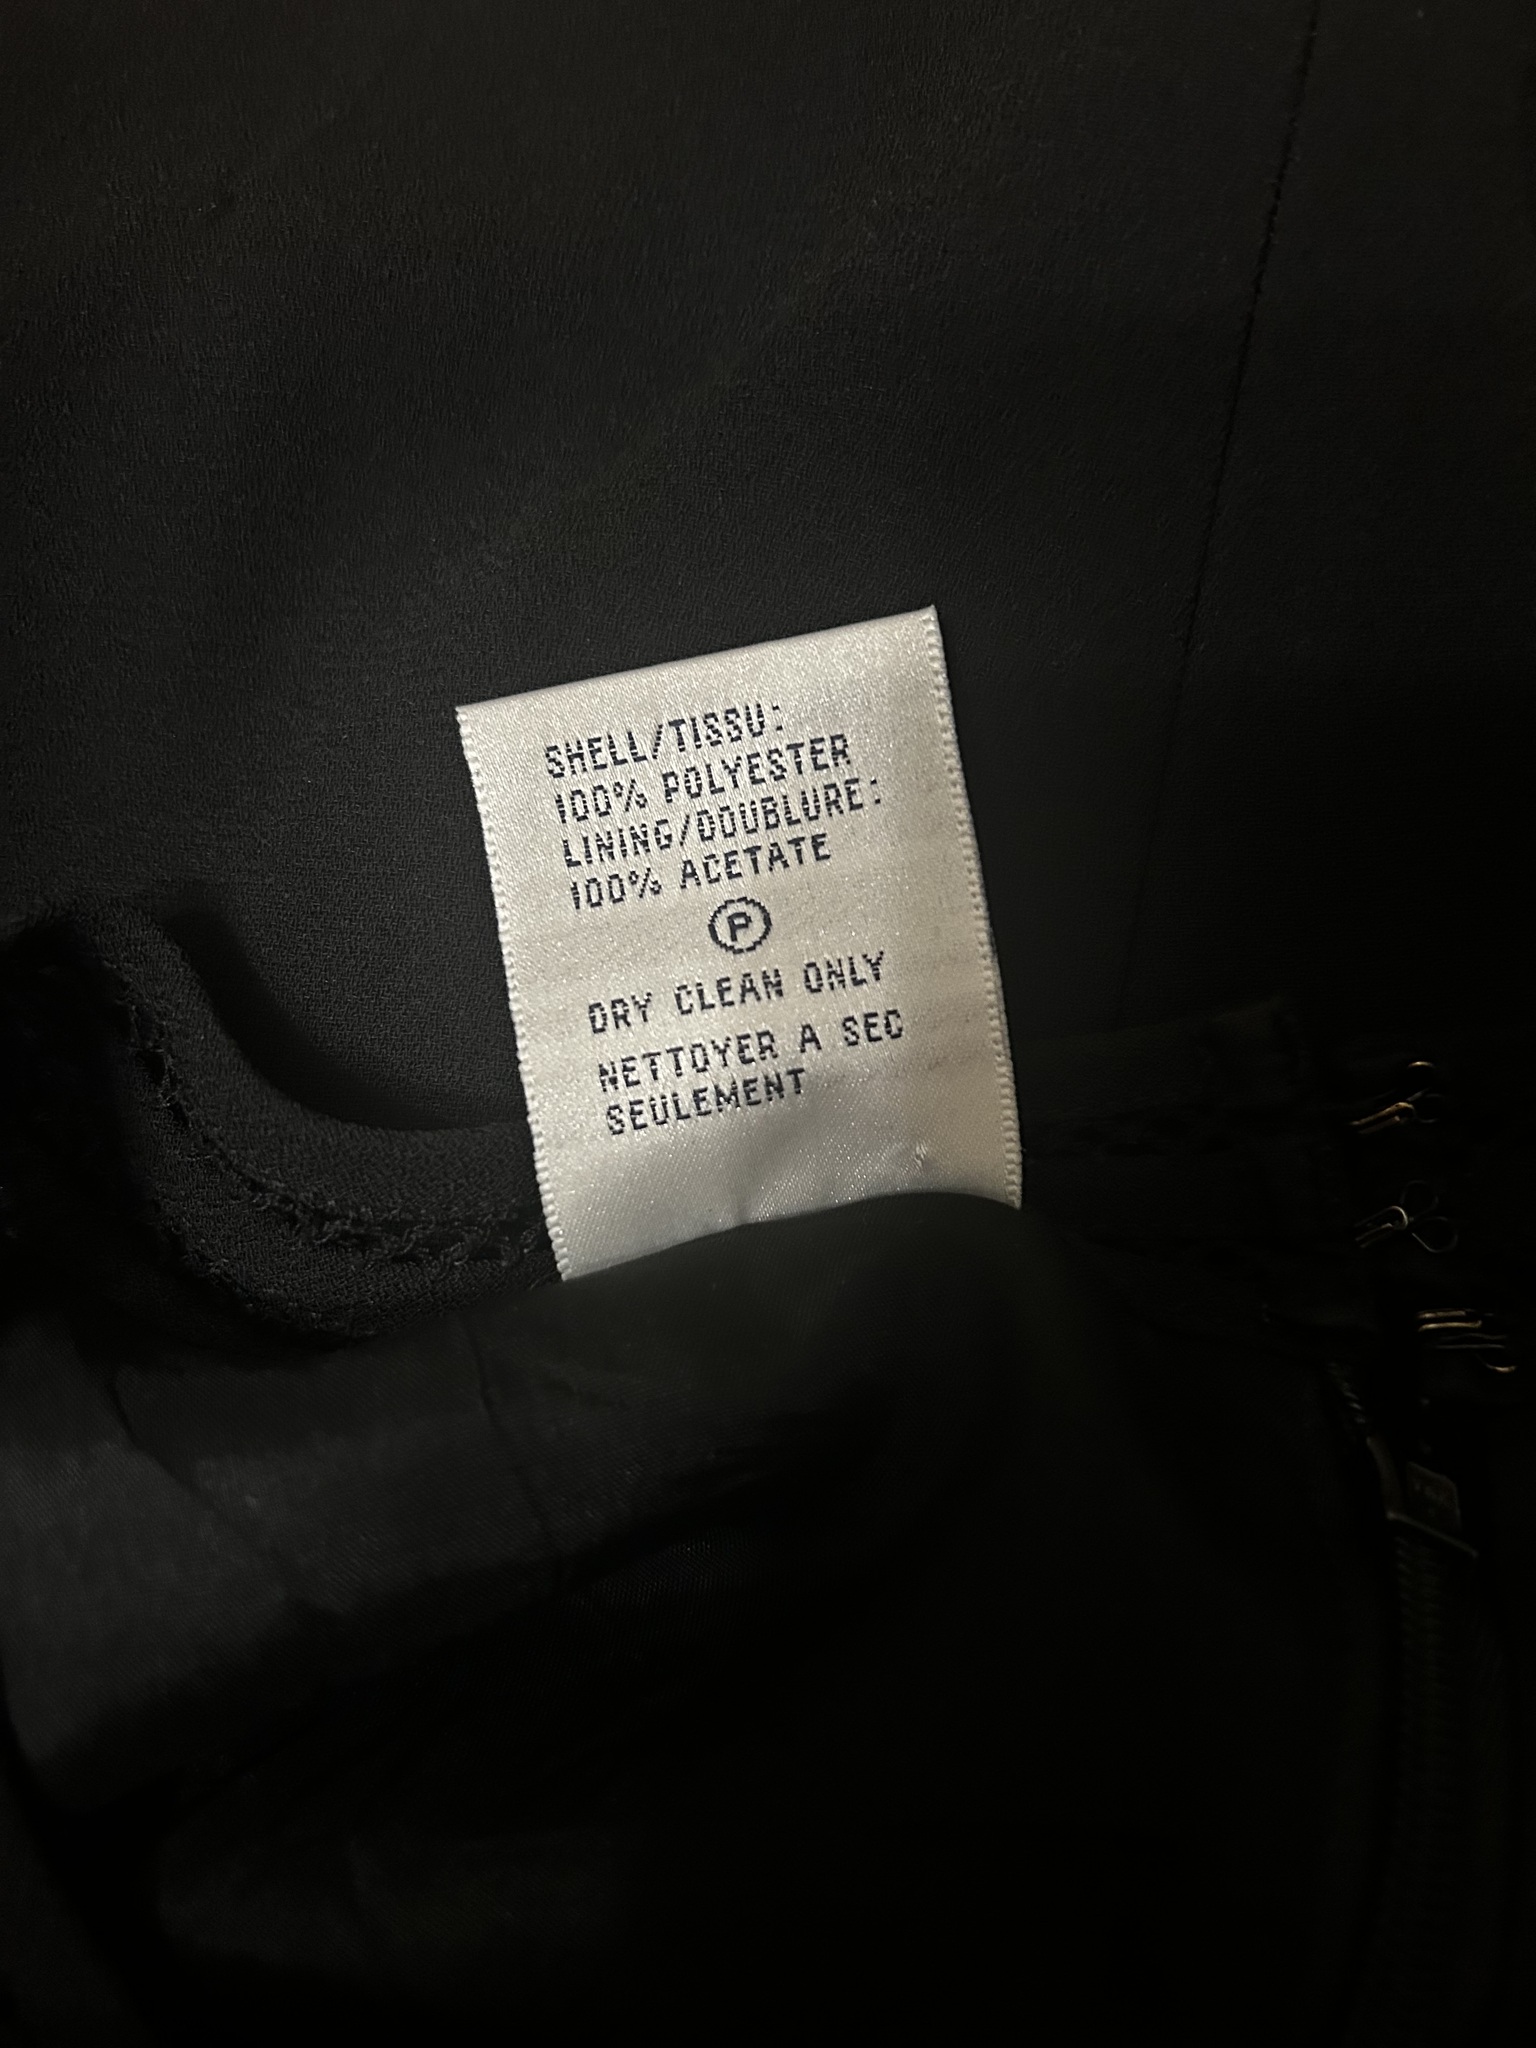 SHELL/TISSU:
100% POLYESTER
LINING/DOUBLURE:
100% ACETATE
P
DRY CLEAN ONLY
NETTOYER A SEC
SEULEMENT